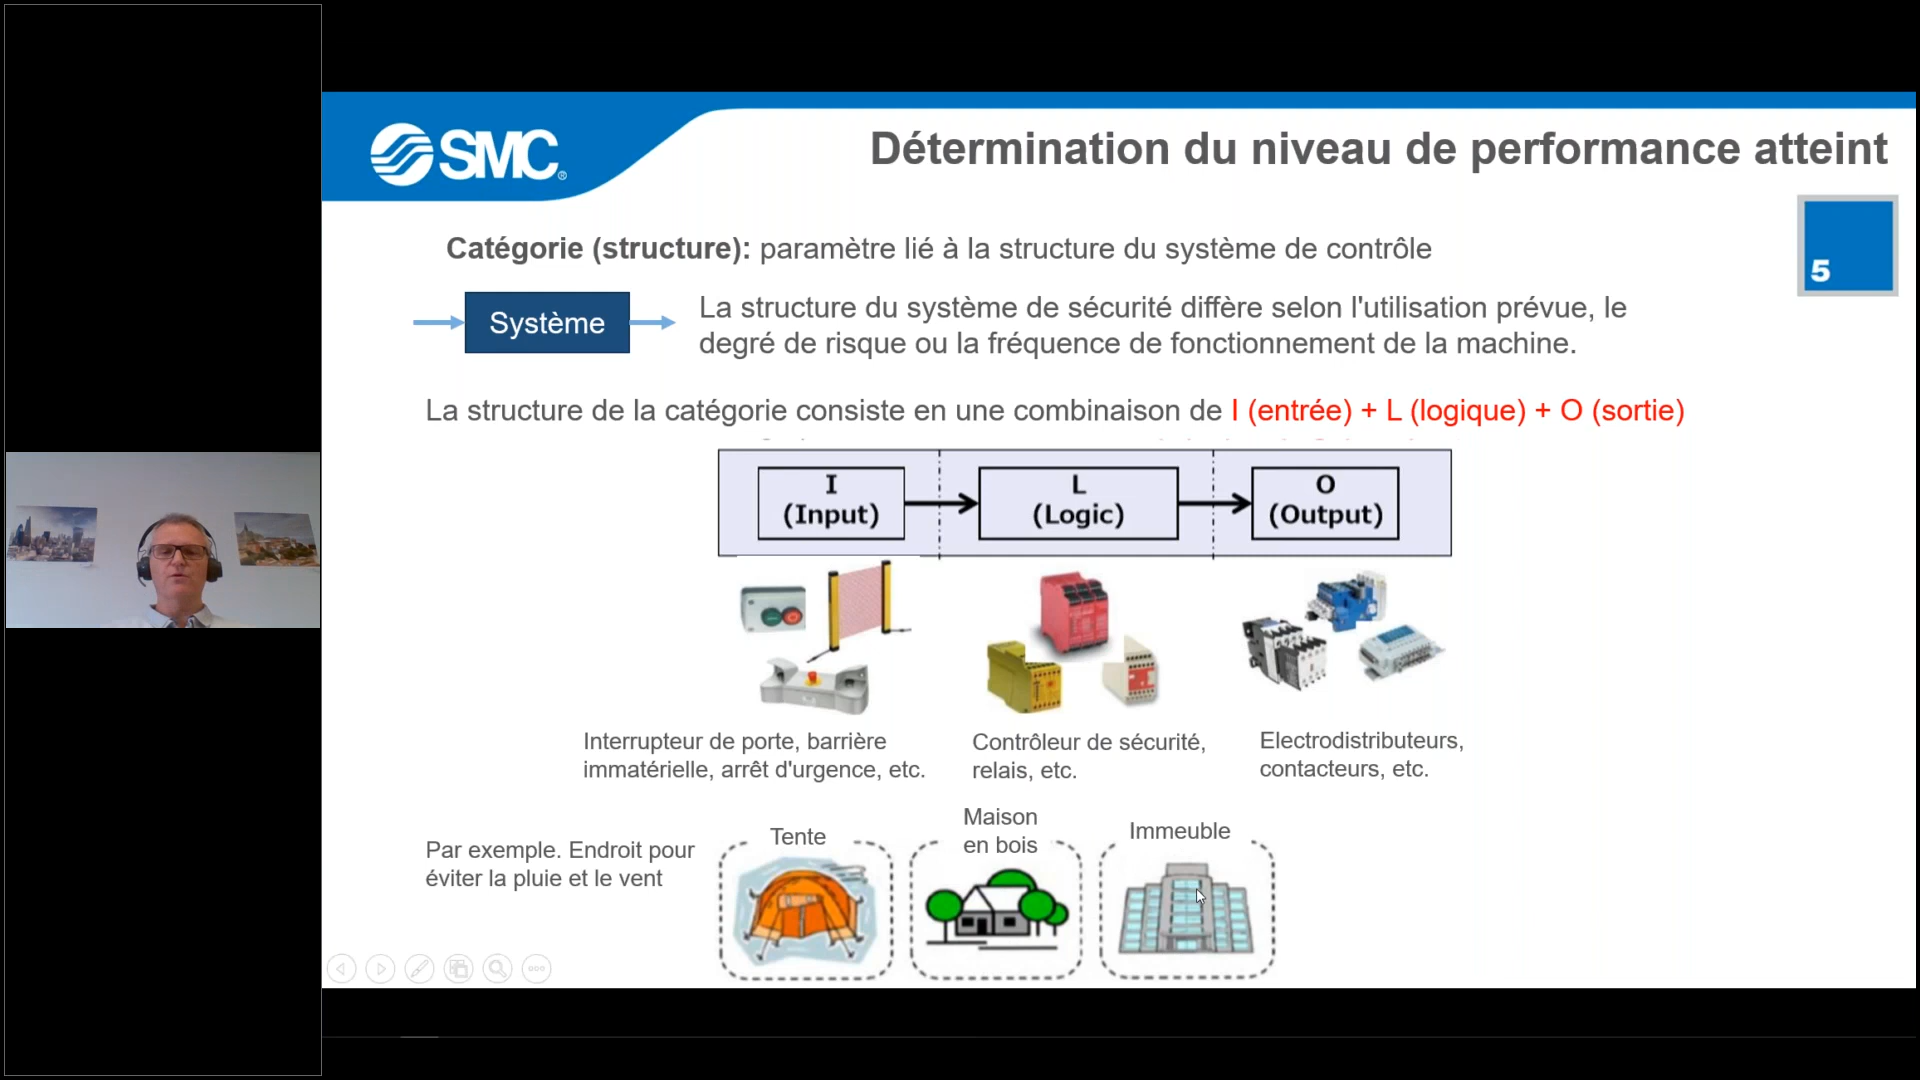 SMC®
Détermination du niveau de performance atteint
5
Catégorie (structure): paramètre lié à la structure du système de contrôle
Système
La structure du système de sécurité diffère selon l'utilisation prévue, le
degré de risque ou la fréquence de fonctionnement de la machine.
La structure de la catégorie consiste en une combinaison de I (entrée) + L (logique) + O (sortie)
I
(Input)
L
(Logic)
O
(Output)
Interrupteur de porte, barrière
immatérielle, arrêt d'urgence, etc.
Contrôleur de sécurité,
relais, etc.
Electrodistributeurs,
contacteurs, etc.
Par exemple. Endroit pour
éviter la pluie et le vent
Tente
Maison
en bois
Immeuble